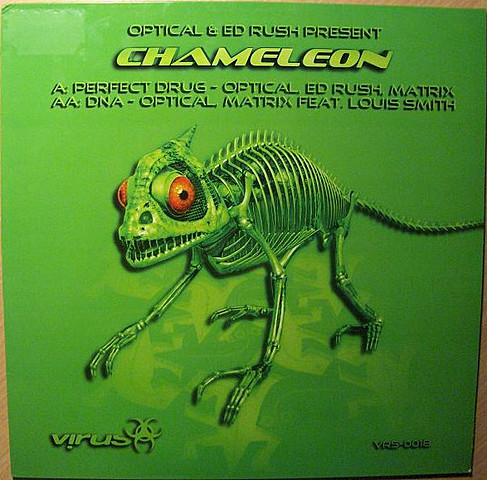 OPTICAL & ED RUSH PRESENT
CHAMELEON
A: PERFECT DRUG - OPTICAL, ED RUSH, MATRIX
AA: DNA - OPTICAL, MATRIX FEAT. LOUIS SMITH
virus
VRS-001B